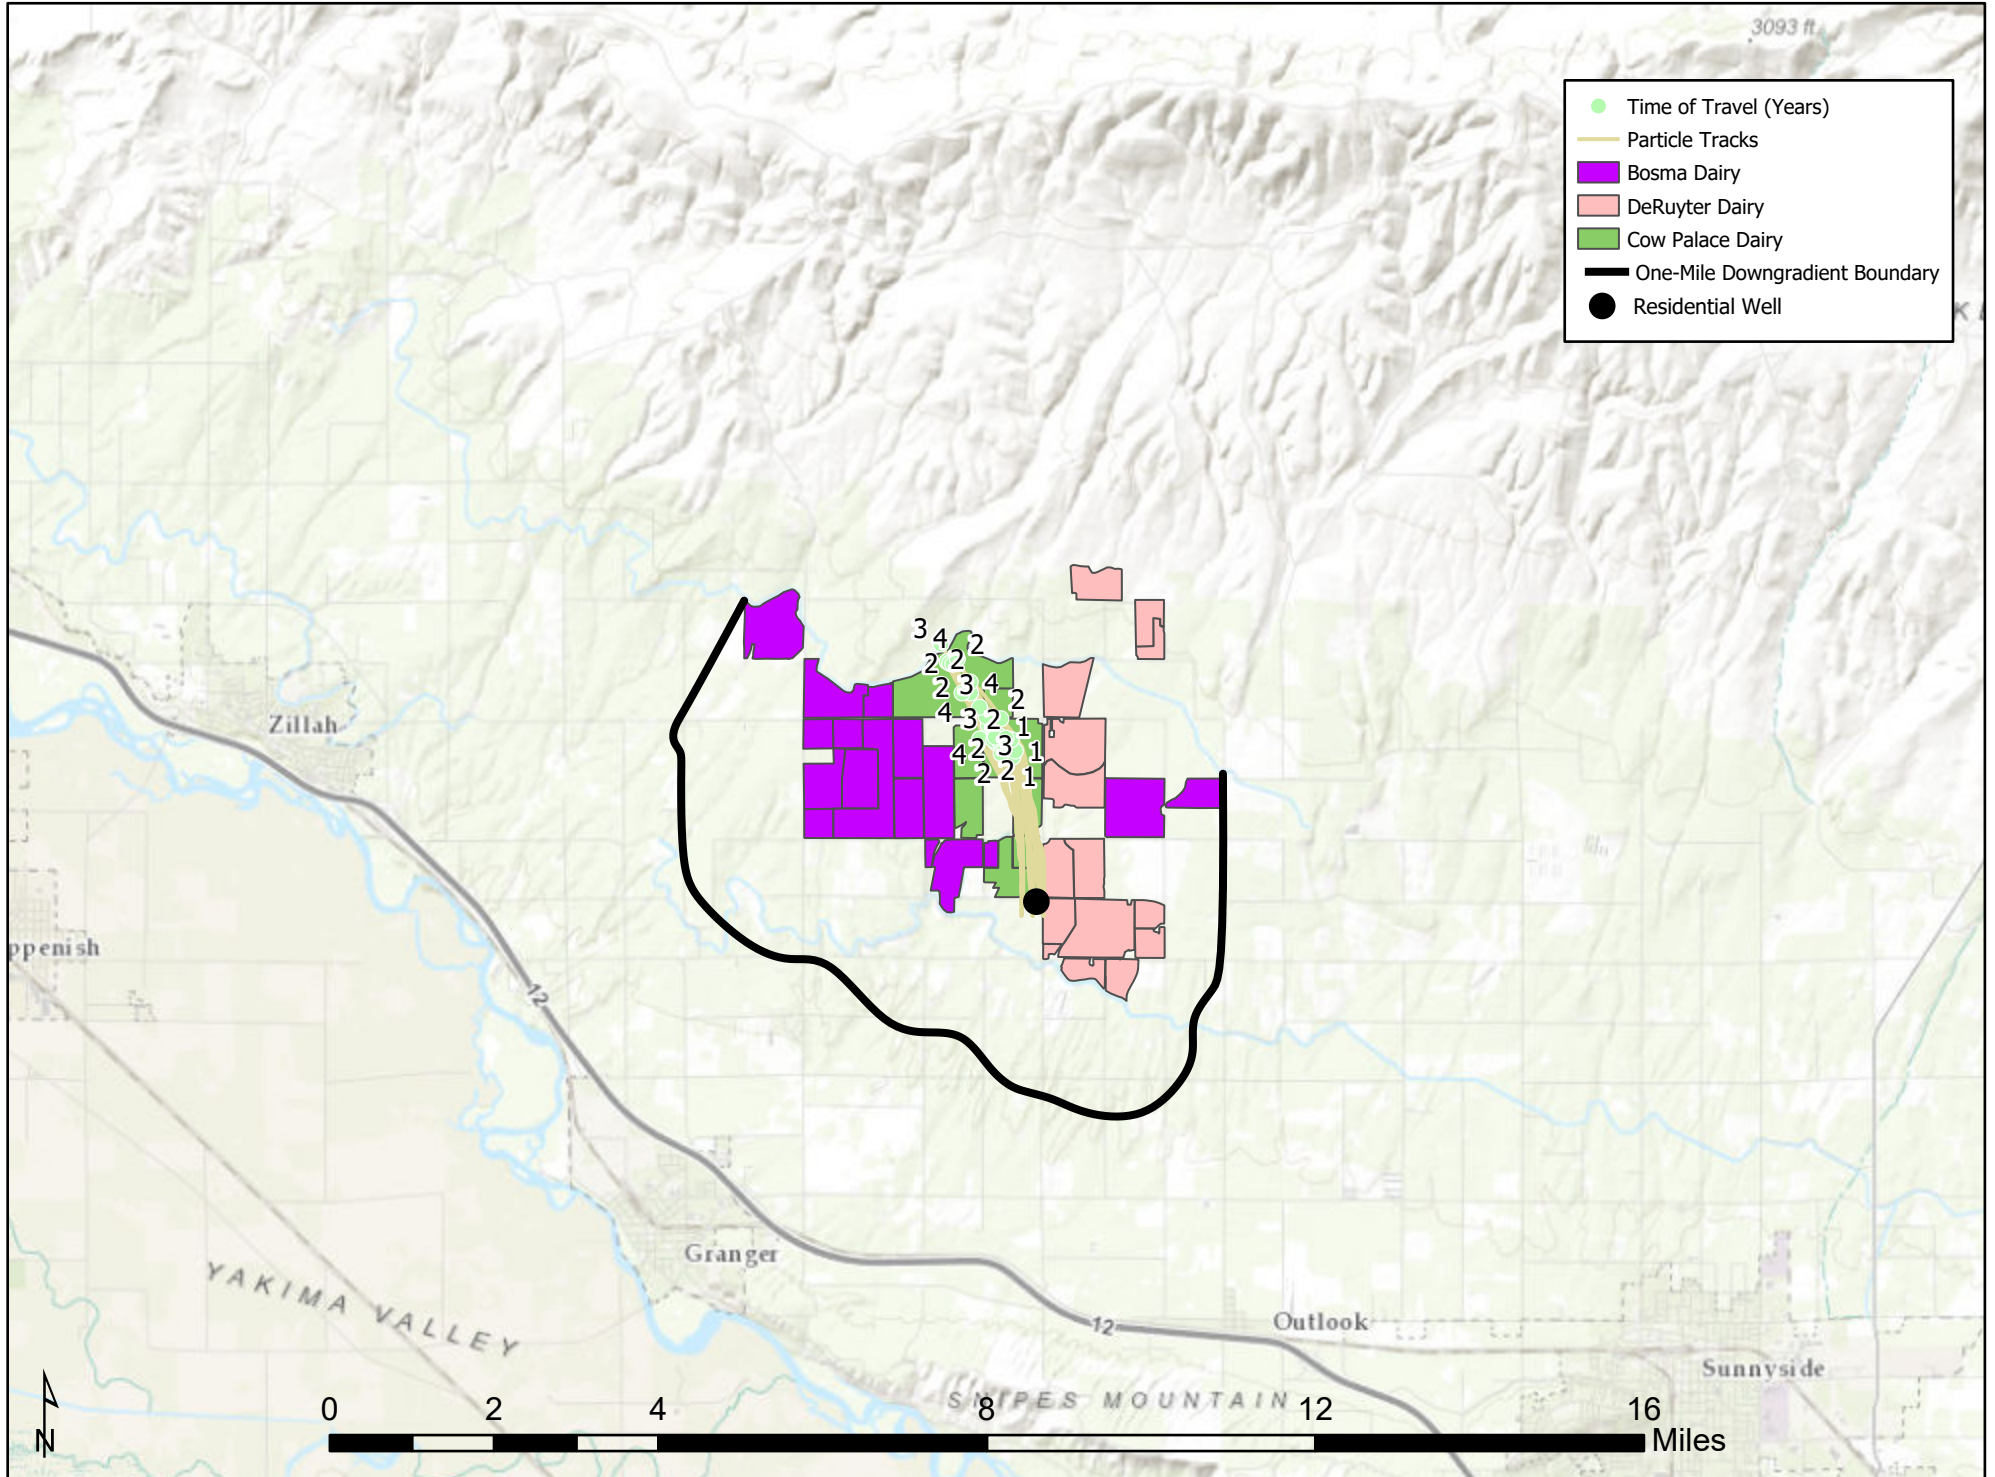 3093 ft
Time of Travel (Years)
Particle Tracks
Bosma Dairy
DeRuyter Dairy
Cow Palace Dairy
One-Mile Downgradient Boundary
Residential Well
3
4
2
2
2
2
3
4
2
4
3
2
1
4
2
3
1
2
2
1
Zillah
ppenish
12
Granger
YAKIMA VALLEY
12
Outlook
Sunnyside
SNIPES MOUNTAIN
0 2 4 8 12 16
Miles
N